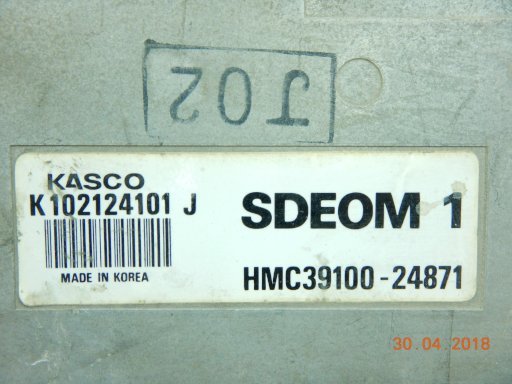 J02
KASCO
K102124101 J
MADE IN KOREA
SDEOM 1
HMC39100-24871
30.04.2018